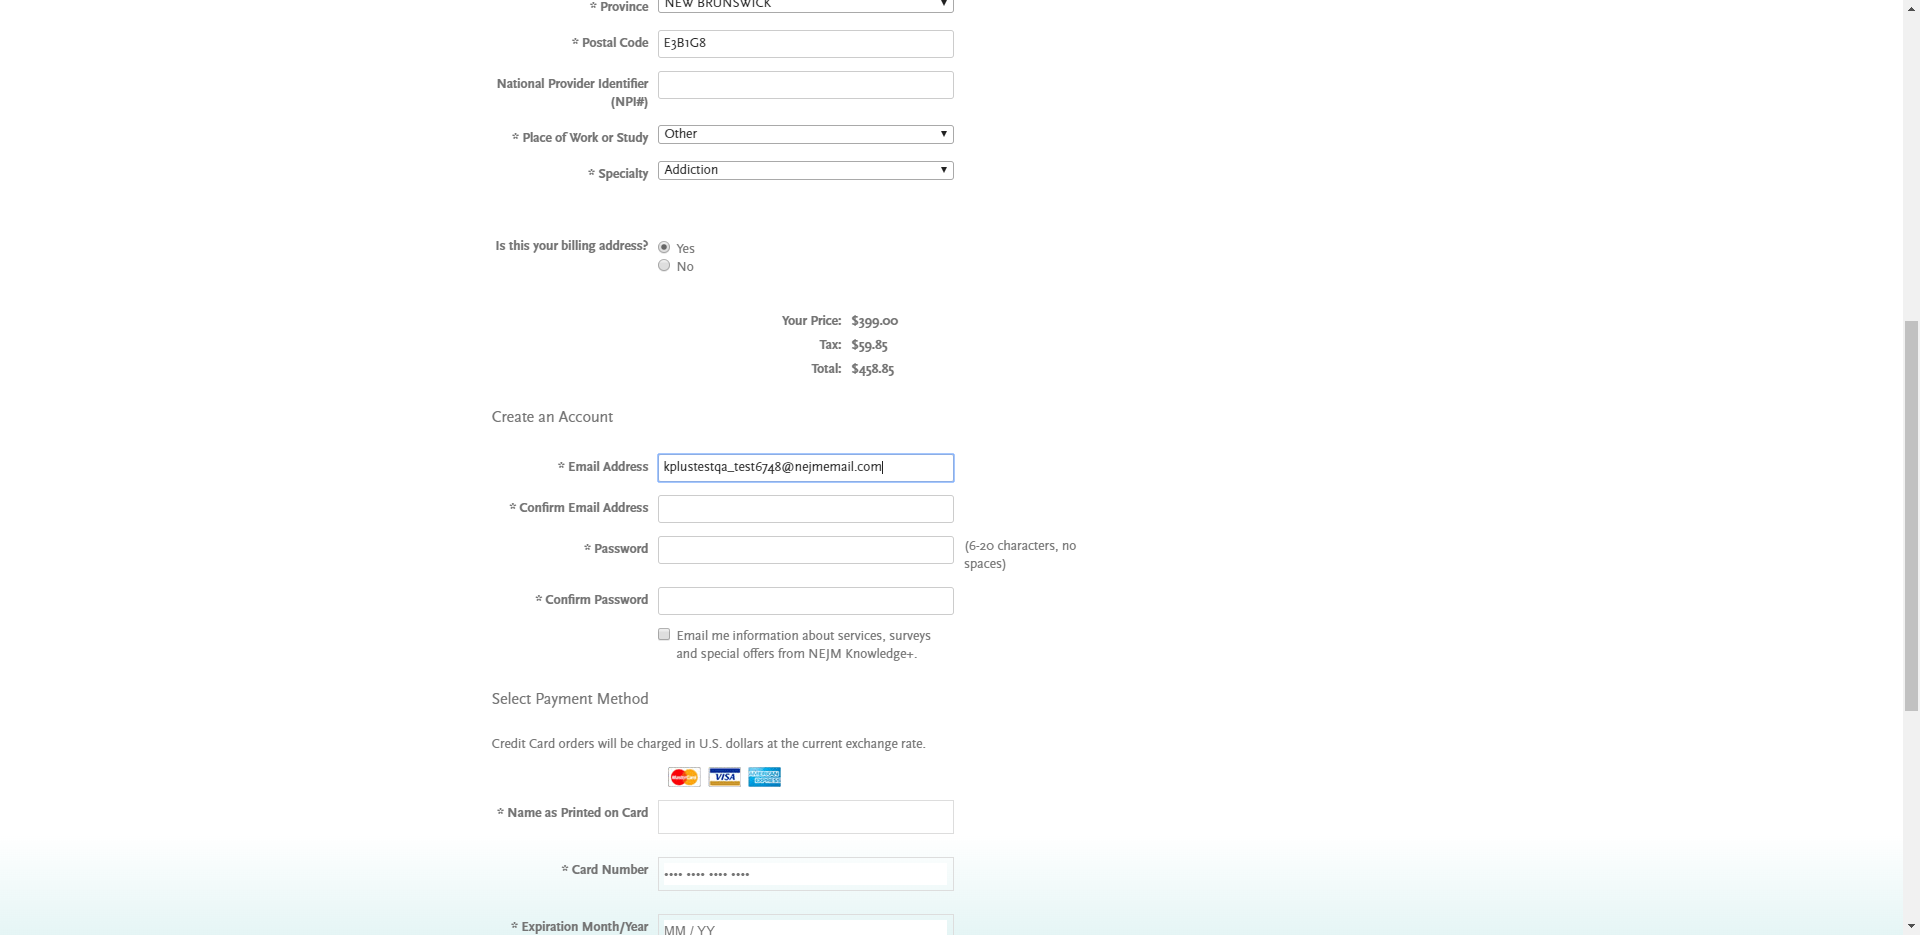 * Province NEW BRUNSWICK
* Postal Code E3B1G8
National Provider Identifier
(NPI#)
* Place of Work or Study Other
* Specialty Addiction
Is this your billing address? Yes
No
Your Price: $399.00
Tax: $59.85
Total: $458.85
Create an Account
* Email Address kplustestqa_test6748@nejmemail.com
* Confirm Email Address
* Password (6-20 characters, no
spaces)
* Confirm Password
Email me information about services, surveys
and special offers from NEJM Knowledge+.
Select Payment Method
Credit Card orders will be charged in U.S. dollars at the current exchange rate.
MasterCard VISA AMERICAN EXPRESS
* Name as Printed on Card
* Card Number •••• •••• •••• ••••
* Expiration Month/Year MM / YY